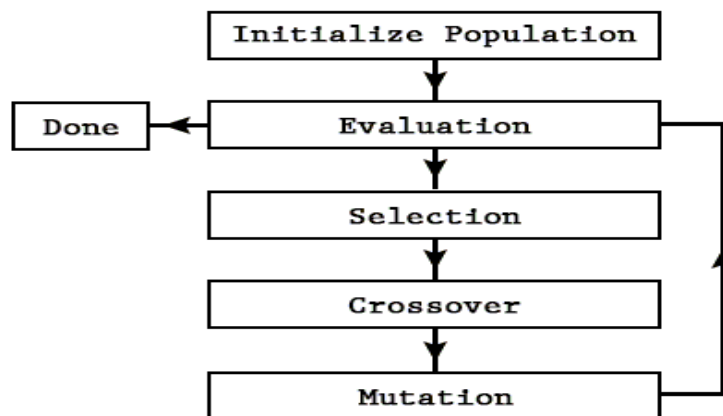 Initialize Population
Done
Evaluation
Selection
Crossover
Mutation